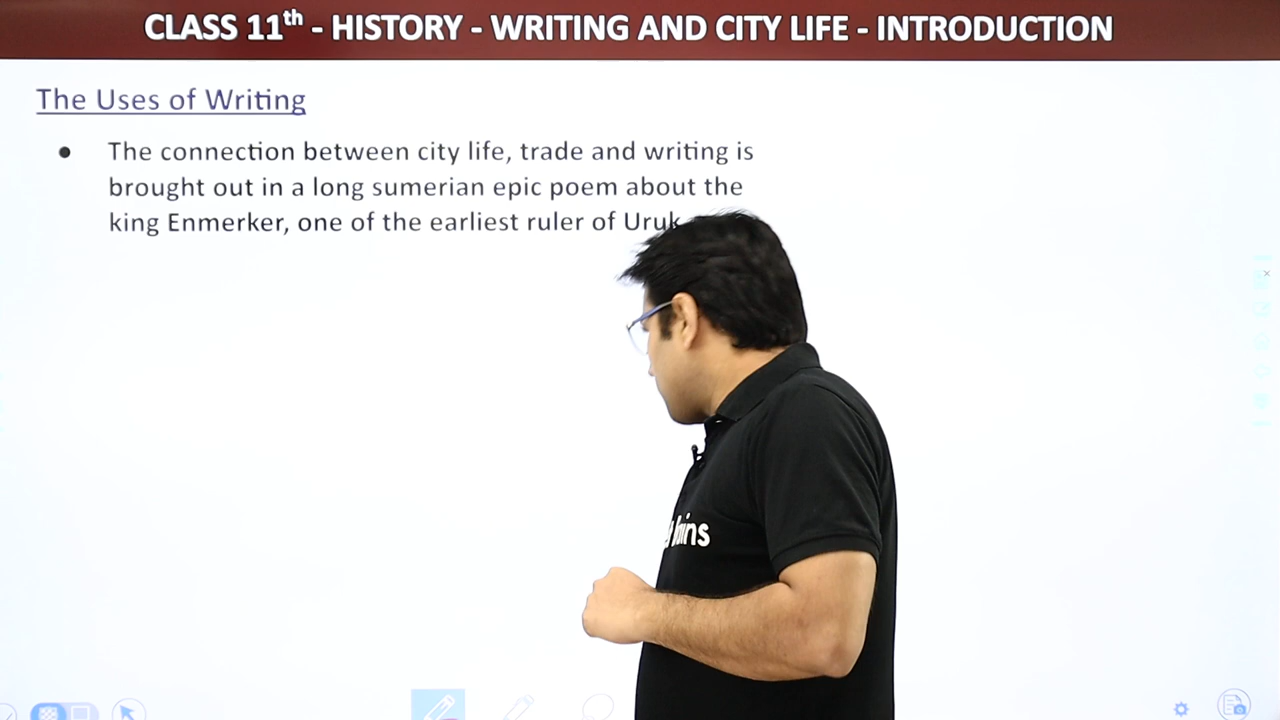 CLASS 11th - HISTORY - WRITING AND CITY LIFE - INTRODUCTION
The Uses of Writing
● The connection between city life, trade and writing is
brought out in a long sumerian epic poem about the
king Enmerker, one of the earliest ruler of Uruk